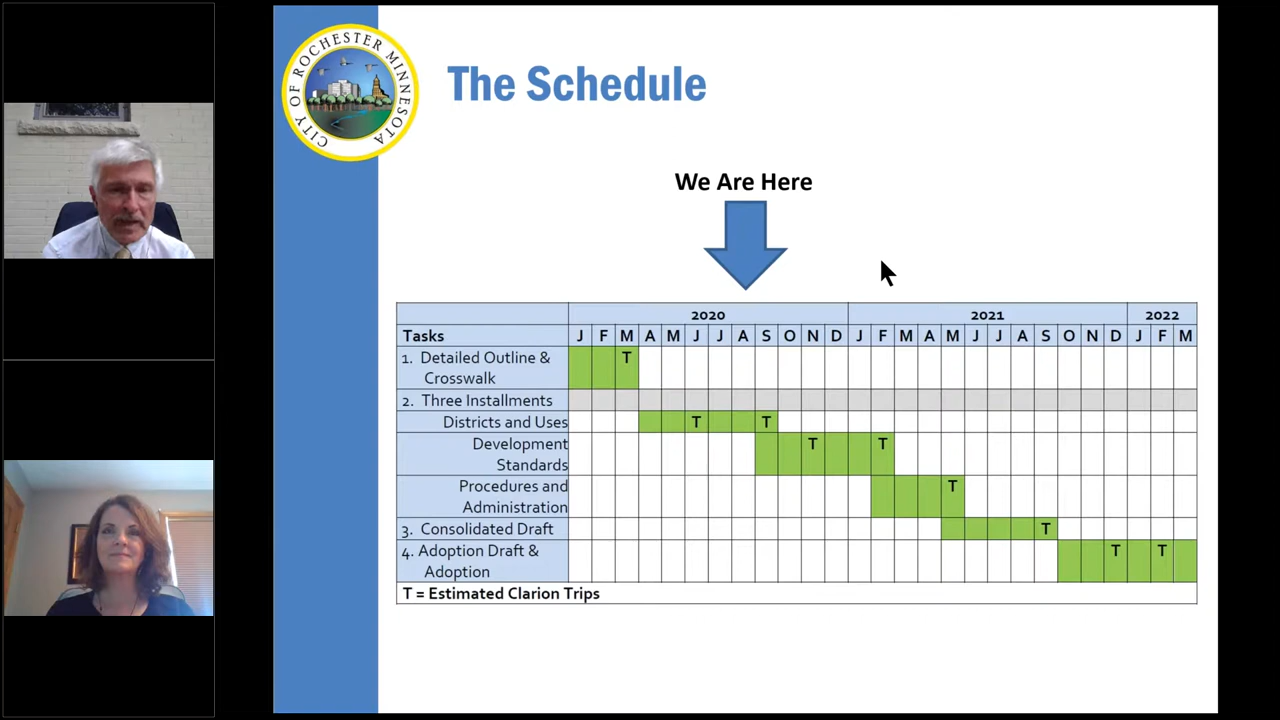 CITY OF ROCHESTER MINNESOTA
The Schedule
We Are Here
2020 2021 2022
Tasks J F M A M J J A S O N D J F M A M J J A S O N D J F M
1. Detailed Outline & T
Crosswalk
2. Three Installments
Districts and Uses T T
Development T T
Standards
Procedures and T
Administration
3. Consolidated Draft T
4. Adoption Draft & T T
Adoption
T = Estimated Clarion Trips